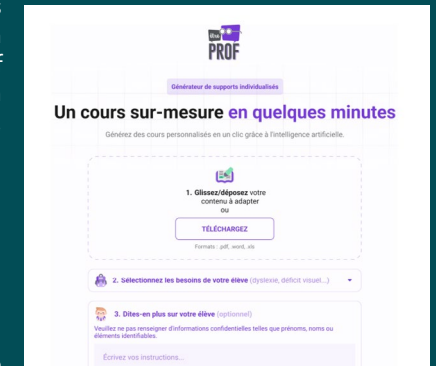 Mina
PROF
Générateur de supports individualisés
Un cours sur-mesure en quelques minutes
Générez des cours personnalisés en un clic grâce à l'intelligence artificielle.
1. Glissez/déposez votre
contenu à adapter
ou
TÉLÉCHARGEZ
Formats : pdf, word, xls
2. Sélectionnez les besoins de votre élève (dyslexie, déficit visuel...)
3. Dites-en plus sur votre élève (optionnel)
Veuillez ne pas renseigner d'informations confidentielles telles que prénoms, noms ou
éléments identifiables.
Écrivez vos instructions...